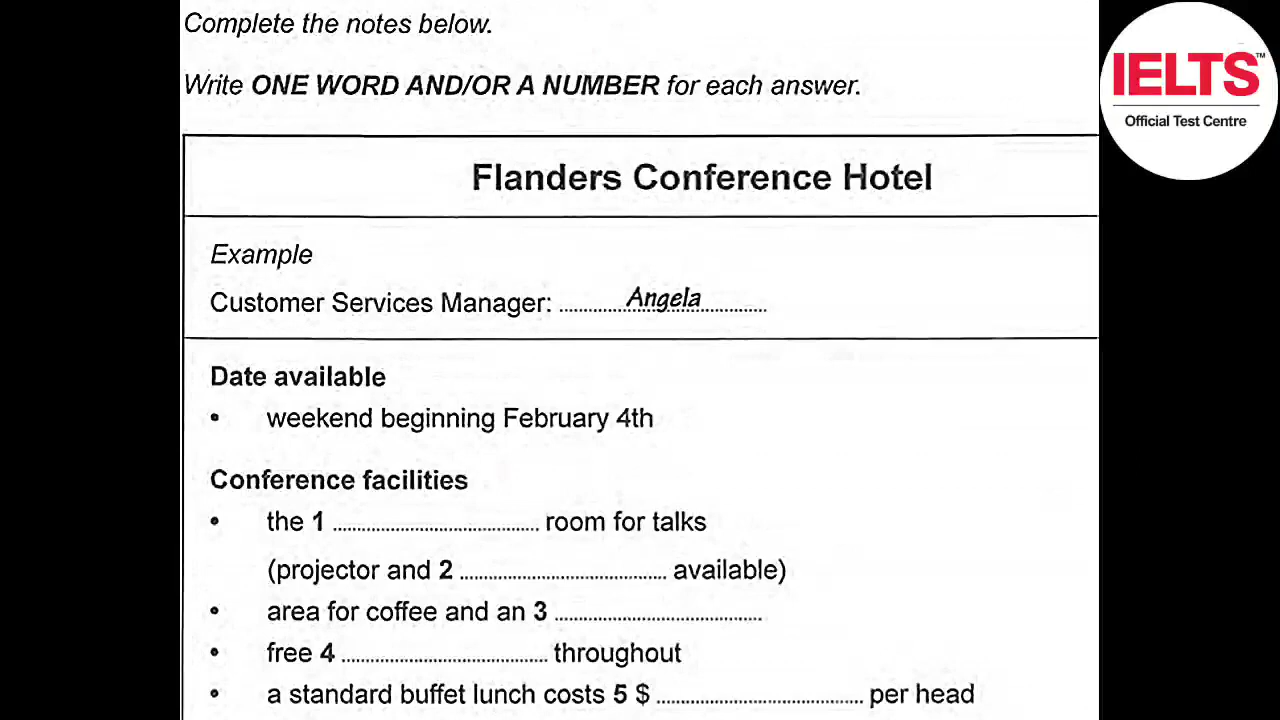 Complete the notes below.
Write ONE WORD AND/OR A NUMBER for each answer.
IELTS™
Official Test Centre
Flanders Conference Hotel
Example
Customer Services Manager: ........Angela........
Date available
• weekend beginning February 4th
Conference facilities
• the 1 ........................ room for talks
(projector and 2 ........................ available)
• area for coffee and an 3 ........................
• free 4 ........................ throughout
• a standard buffet lunch costs 5 $ ........................ per head